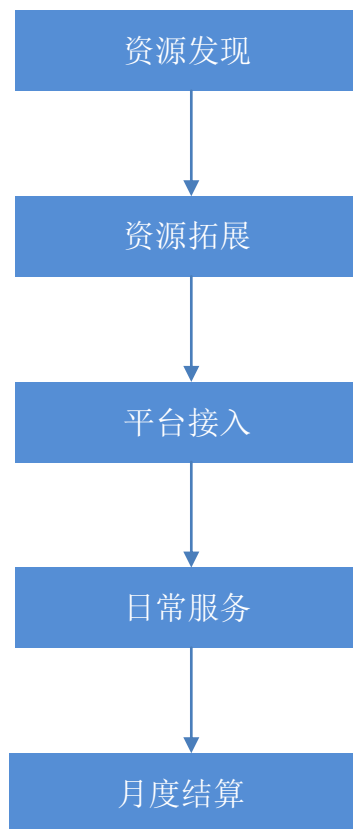 资源发现
资源拓展
平台接入
日常服务
月度结算